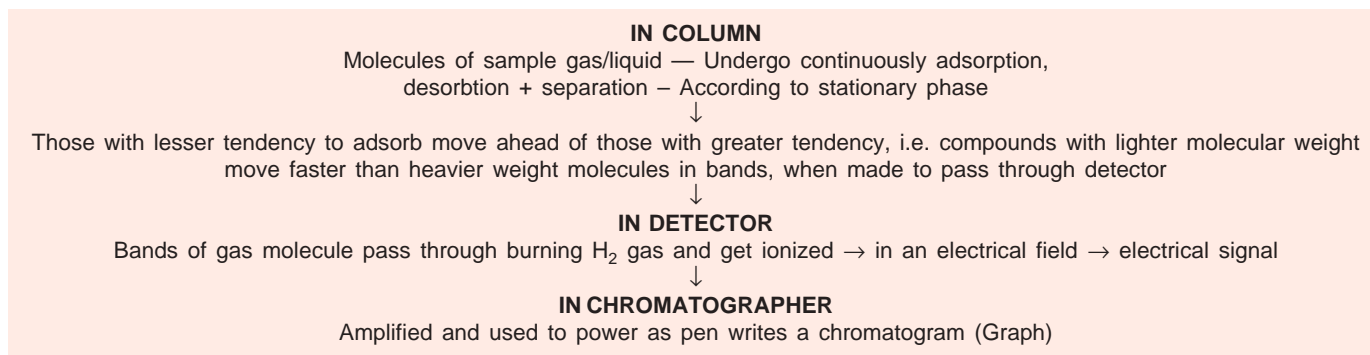 IN COLUMN
Molecules of sample gas/liquid — Undergo continuously adsorption,
desorbtion + separation – According to stationary phase
↓
Those with lesser tendency to adsorb move ahead of those with greater tendency, i.e. compounds with lighter molecular weight
move faster than heavier weight molecules in bands, when made to pass through detector
↓
IN DETECTOR
Bands of gas molecule pass through burning H₂ gas and get ionized → in an electrical field → electrical signal
↓
IN CHROMATOGRAPHER
Amplified and used to power as pen writes a chromatogram (Graph)